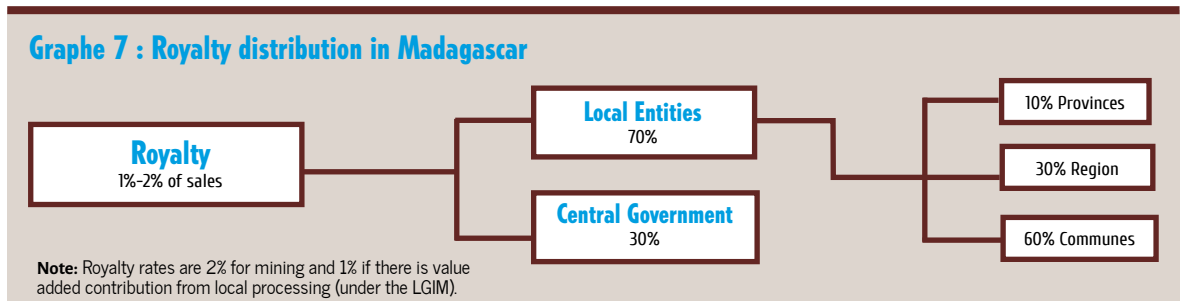 Graphe 7 : Royalty distribution in Madagascar
Royalty
1%-2% of sales
Local Entities
70%
Central Government
30%
10% Provinces
30% Region
60% Communes
Note: Royalty rates are 2% for mining and 1% if there is value
added contribution from local processing (under the LGIM).